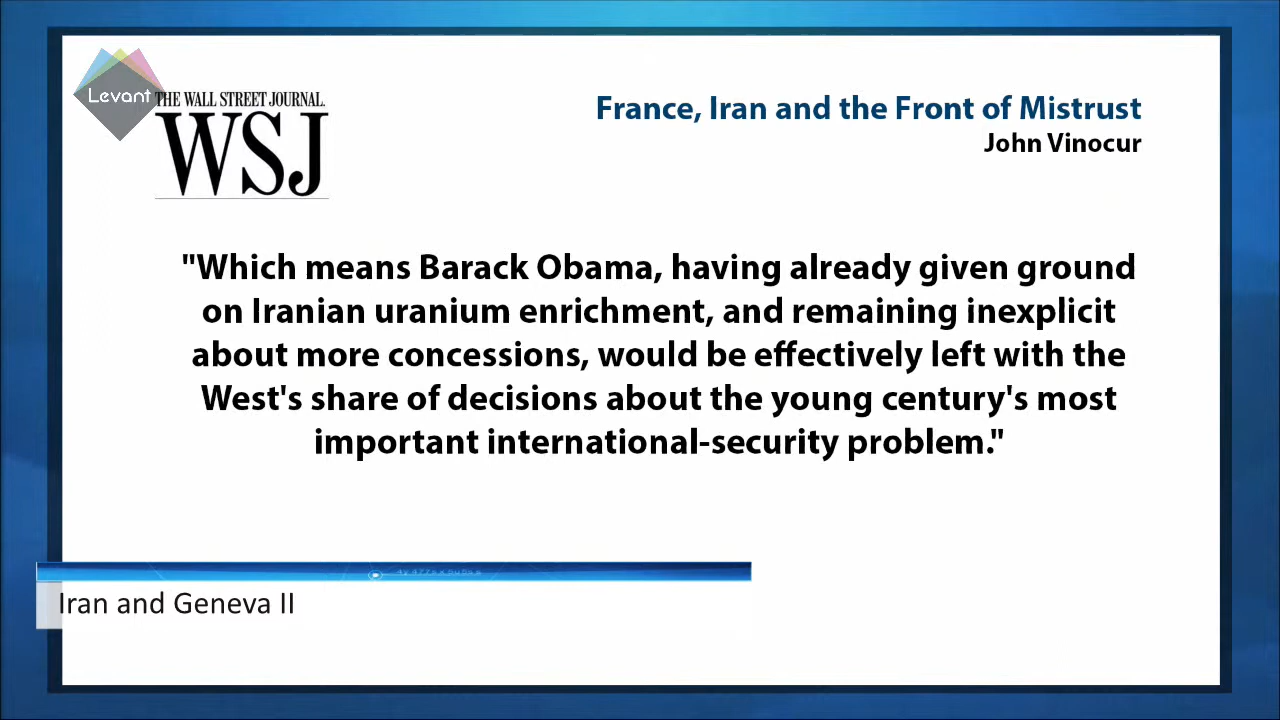 Levant
THE WALL STREET JOURNAL.
WSJ
France, Iran and the Front of Mistrust
John Vinocur
"Which means Barack Obama, having already given ground
on Iranian uranium enrichment, and remaining inexplicit
about more concessions, would be effectively left with the
West's share of decisions about the young century's most
important international-security problem."
Iran and Geneva II